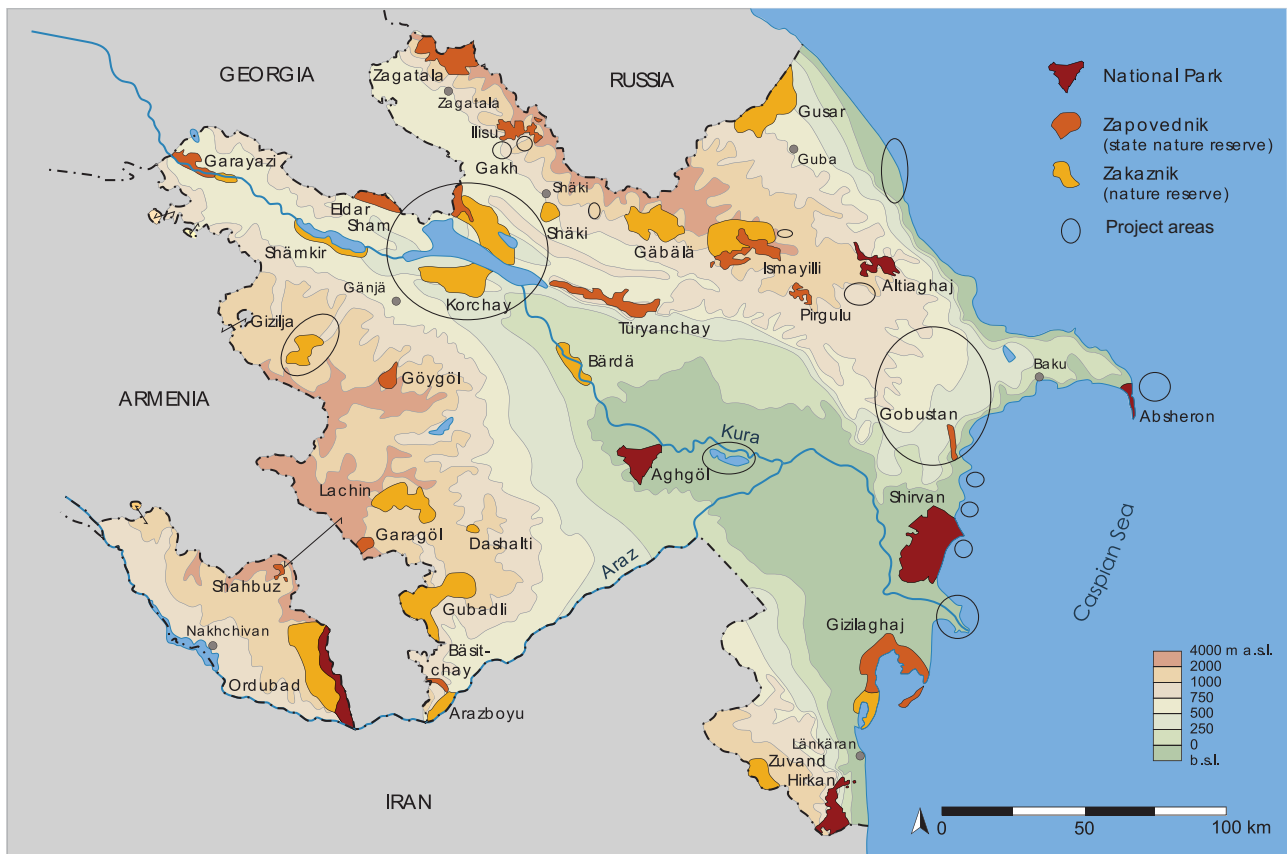 GEORGIA
RUSSIA
ARMENIA
IRAN
Caspian Sea
Zagatala
Zagatala
Ilisu
Gakh
Shäki
Shäki
Gusar
Guba
Garayazi
Eldar
Sham
Shämkir
Gänjä
Korchay
Gäbälä
Ismayilli
Altiaghaj
Pirgulu
Türyanchay
Gizilja
Göygöl
Bärdä
Baku
Absheron
Gobustan
Kura
Aghgöl
Shirvan
Lachin
Garagöl
Dashalti
Araz
Shahbuz
Gubadli
Nakhchivan
Ordubad
Bäsit-
chay
Arazboyu
Gizilaghaj
Länkäran
Zuvand
Hirkan
National Park
Zapovednik
(state nature reserve)
Zakaznik
(nature reserve)
Project areas
4000 m a.s.l.
2000
1000
750
500
250
0
b.s.l.
0
50
100 km